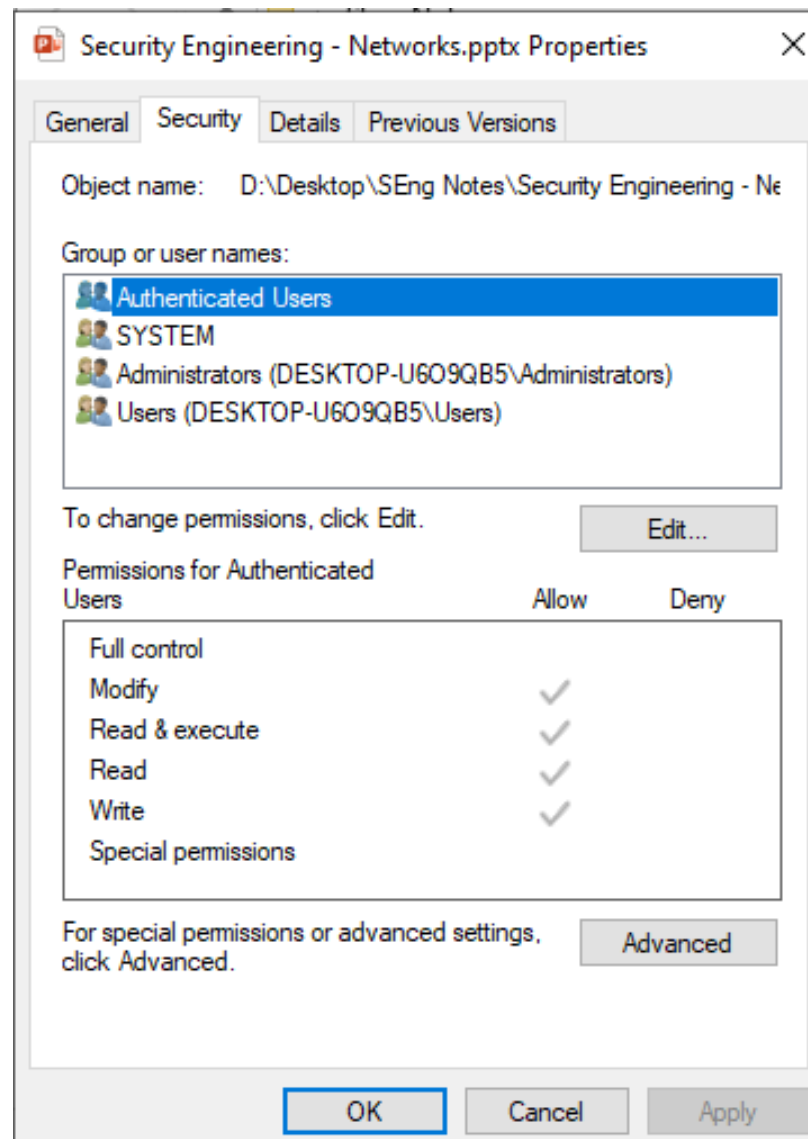 Security Engineering - Networks.pptx Properties
General Security Details Previous Versions
Object name: D:\Desktop\SEng Notes\Security Engineering - Ne
Group or user names:
Authenticated Users
SYSTEM
Administrators (DESKTOP-U6O9QB5\Administrators)
Users (DESKTOP-U6O9QB5\Users)
To change permissions, click Edit.
Edit...
Permissions for Authenticated
Users Allow Deny
Full control
Modify
Read & execute
Read
Write
Special permissions
For special permissions or advanced settings,
click Advanced.
Advanced
OK Cancel Apply